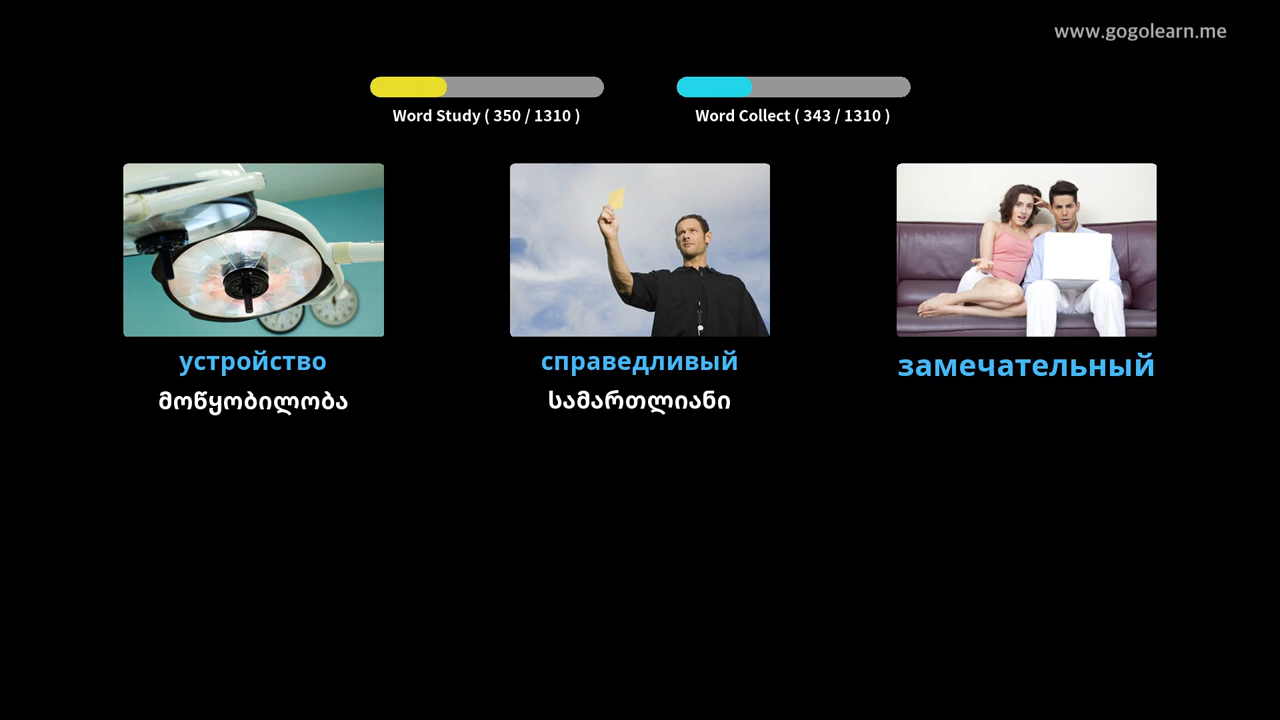 www.gogolearn.me
Word Study ( 350 / 1310 )
Word Collect ( 343 / 1310 )
устройство
მოწყობილობა
справедливый
სამართლიანი
замечательный